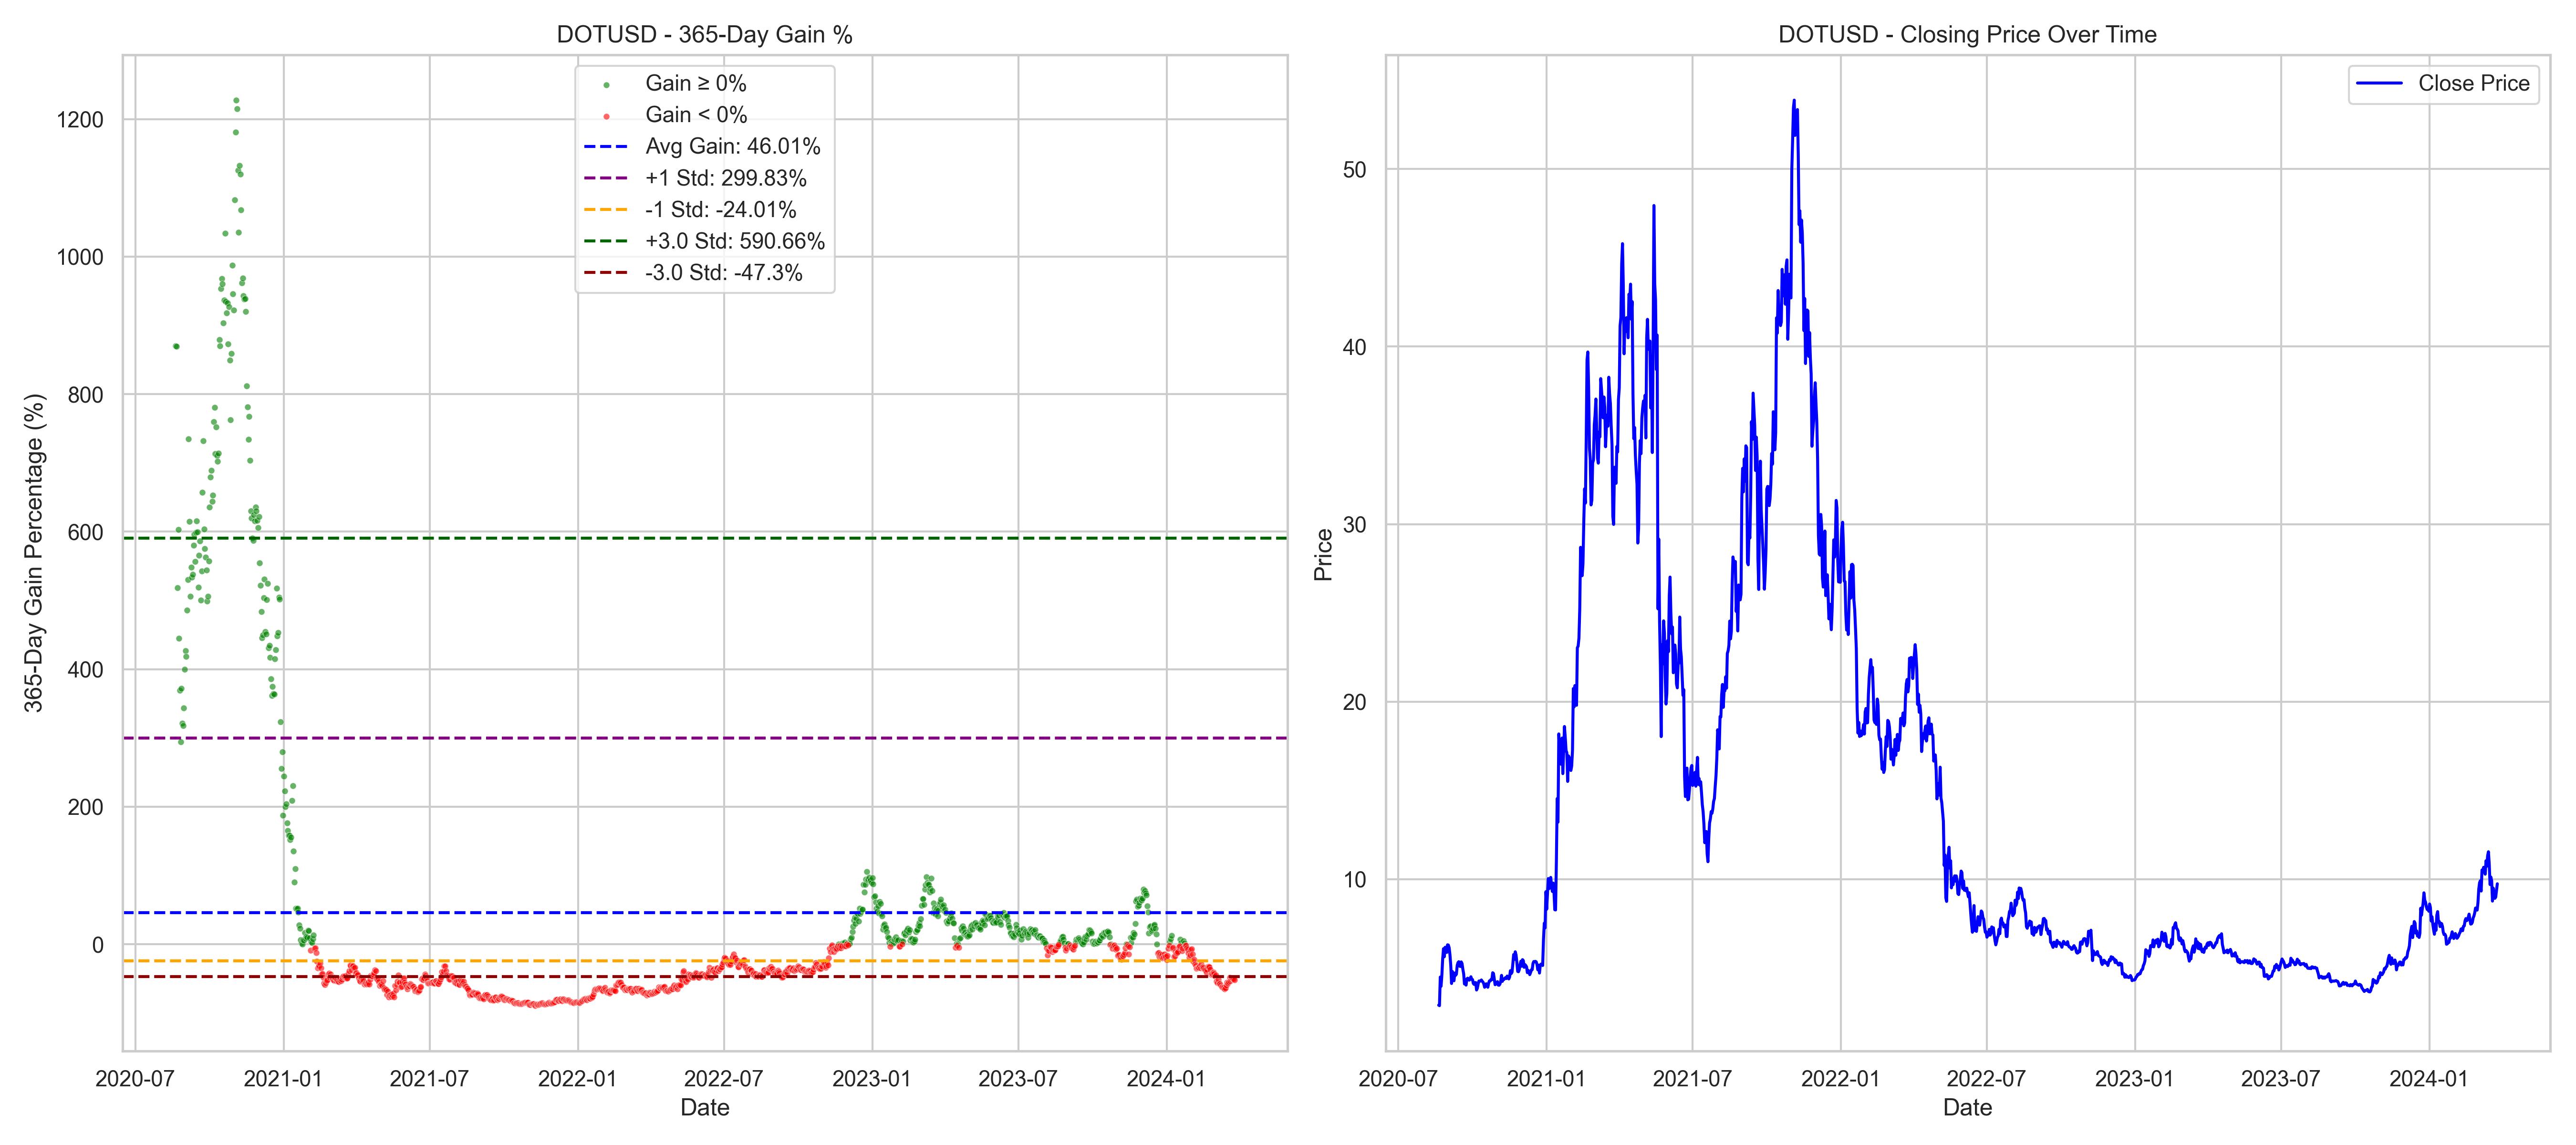 DOTUSD - 365-Day Gain %
Gain ≥ 0%
Gain < 0%
Avg Gain: 46.01%
+1 Std: 299.83%
-1 Std: -24.01%
+3.0 Std: 590.66%
-3.0 Std: -47.3%
365-Day Gain Percentage (%)
1200
1000
800
600
400
200
0
2020-07
2021-01
2021-07
2022-01
2022-07
2023-01
2023-07
2024-01
Date
DOTUSD - Closing Price Over Time
Close Price
Price
50
40
30
20
10
2020-07
2021-01
2021-07
2022-01
2022-07
2023-01
2023-07
2024-01
Date